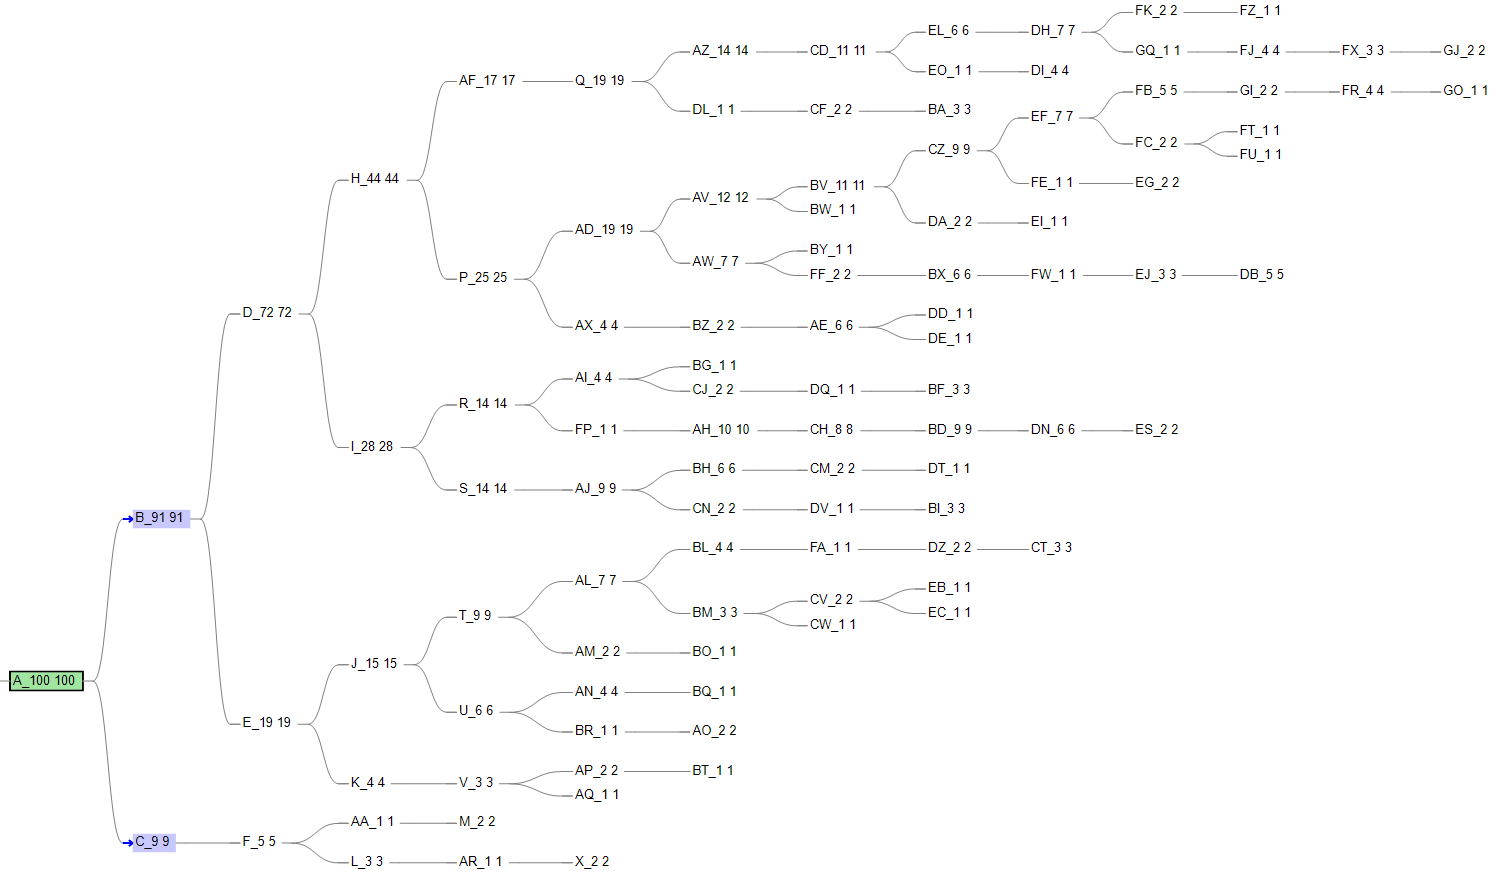 FK_2 2
FZ_1 1
EL_6 6
DH_7 7
AZ_14 14
CD_11 11
GQ_1 1
FJ_4 4
FX_3 3
GJ_2 2
EO_1 1
DI_4 4
AF_17 17
Q_19 19
FB_5 5
GI_2 2
FR_4 4
GO_1 1
DL_1 1
CF_2 2
BA_3 3
EF_7 7
FT_1 1
FC_2 2
CZ_9 9
FU_1 1
H_44 44
BV_11 11
FE_1 1
EG_2 2
AV_12 12
BW_1 1
DA_2 2
EI_1 1
AD_19 19
BY_1 1
AW_7 7
P_25 25
FF_2 2
BX_6 6
FW_1 1
EJ_3 3
DB_5 5
D_72 72
DD_1 1
AX_4 4
BZ_2 2
AE_6 6
DE_1 1
BG_1 1
AI_4 4
CJ_2 2
DQ_1 1
BF_3 3
R_14 14
FP_1 1
AH_10 10
CH_8 8
BD_9 9
DN_6 6
ES_2 2
I_28 28
BH_6 6
CM_2 2
DT_1 1
S_14 14
AJ_9 9
CN_2 2
DV_1 1
BI_3 3
B_91 91
BL_4 4
FA_1 1
DZ_2 2
CT_3 3
AL_7 7
EB_1 1
CV_2 2
BM_3 3
EC_1 1
T_9 9
CW_1 1
AM_2 2
BO_1 1
J_15 15
A_100 100
AN_4 4
BQ_1 1
U_6 6
E_19 19
BR_1 1
AO_2 2
AP_2 2
BT_1 1
K_4 4
V_3 3
AQ_1 1
AA_1 1
M_2 2
C_9 9
F_5 5
L_3 3
AR_1 1
X_2 2